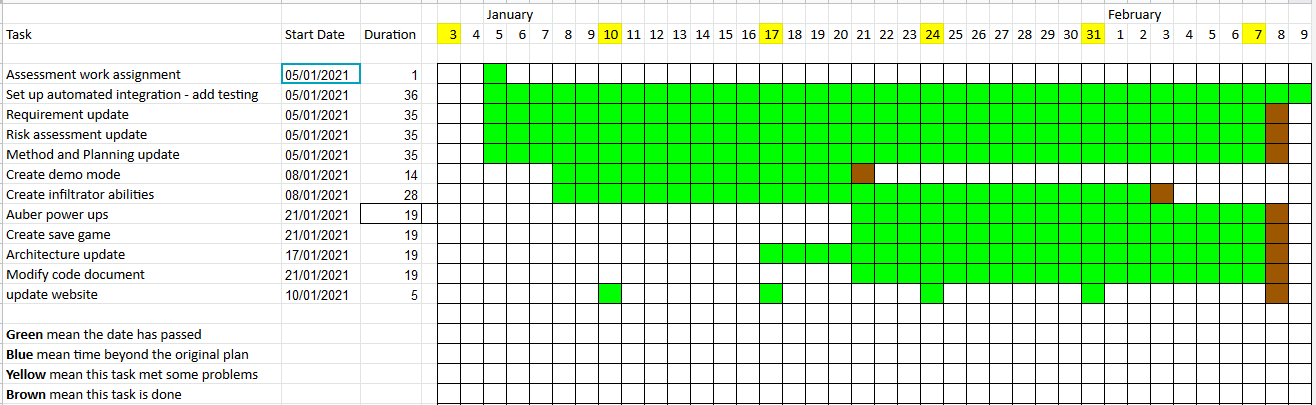 January February
Task Start Date Duration 3 4 5 6 7 8 9 10 11 12 13 14 15 16 17 18 19 20 21 22 23 24 25 26 27 28 29 30 31 1 2 3 4 5 6 7 8 9
Assessment work assignment 05/01/2021 1
Set up automated integration - add testing 05/01/2021 36
Requirement update 05/01/2021 35
Risk assessment update 05/01/2021 35
Method and Planning update 05/01/2021 35
Create demo mode 08/01/2021 14
Create infiltrator abilities 08/01/2021 28
Auber power ups 21/01/2021 19
Create save game 21/01/2021 19
Architecture update 17/01/2021 19
Modify code document 21/01/2021 19
update website 10/01/2021 5
Green mean the date has passed
Blue mean time beyond the original plan
Yellow mean this task met some problems
Brown mean this task is done